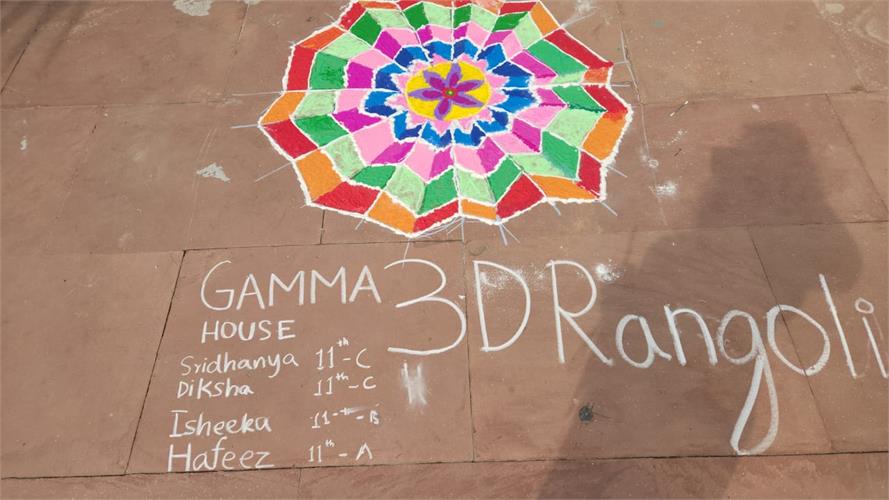 GAMMA
HOUSE
Sridhanya 11th-C
Diksha 11th-C
Isheeka 11th-B
Hafeez 11th-A
3D Rangoli